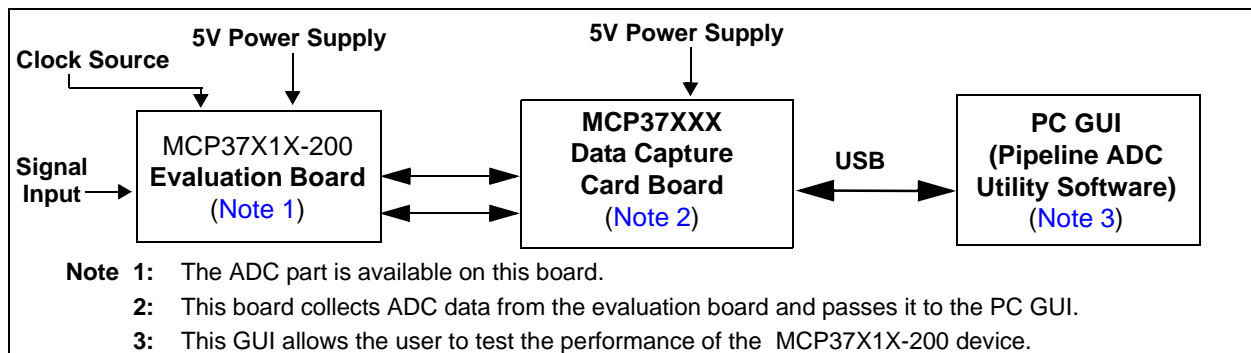 5V Power Supply
5V Power Supply
Clock Source
Signal
Input
MCP37X1X-200
Evaluation Board
(Note 1)
MCP37XXX
Data Capture
Card Board
(Note 2)
USB
PC GUI
(Pipeline ADC
Utility Software)
(Note 3)
Note 1: The ADC part is available on this board.
2: This board collects ADC data from the evaluation board and passes it to the PC GUI.
3: This GUI allows the user to test the performance of the MCP37X1X-200 device.